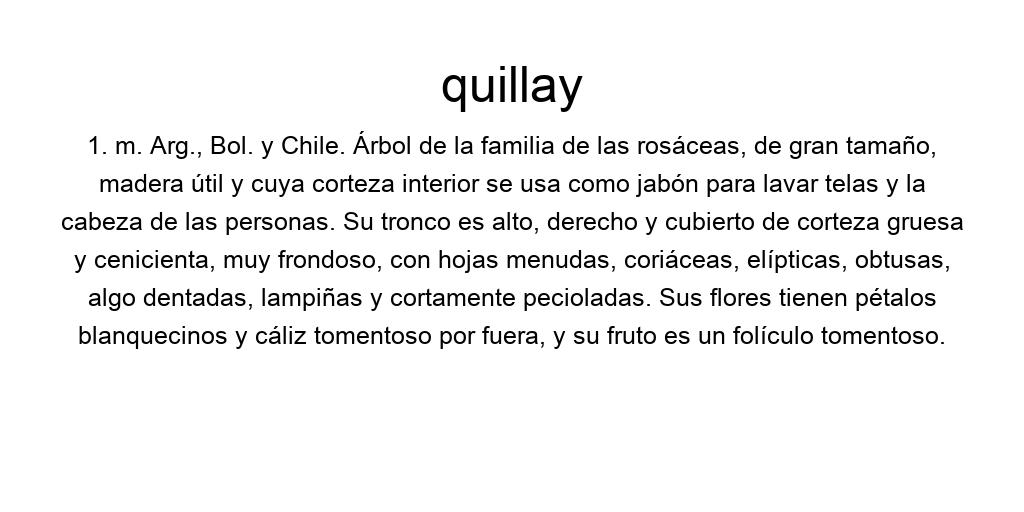 quillay
1. m. Arg., Bol. y Chile. Árbol de la familia de las rosáceas, de gran tamaño,
madera útil y cuya corteza interior se usa como jabón para lavar telas y la
cabeza de las personas. Su tronco es alto, derecho y cubierto de corteza gruesa
y cenicienta, muy frondoso, con hojas menudas, coriáceas, elípticas, obtusas,
algo dentadas, lampiñas y cortamente pecioladas. Sus flores tienen pétalos
blanquecinos y cáliz tomentoso por fuera, y su fruto es un folículo tomentoso.